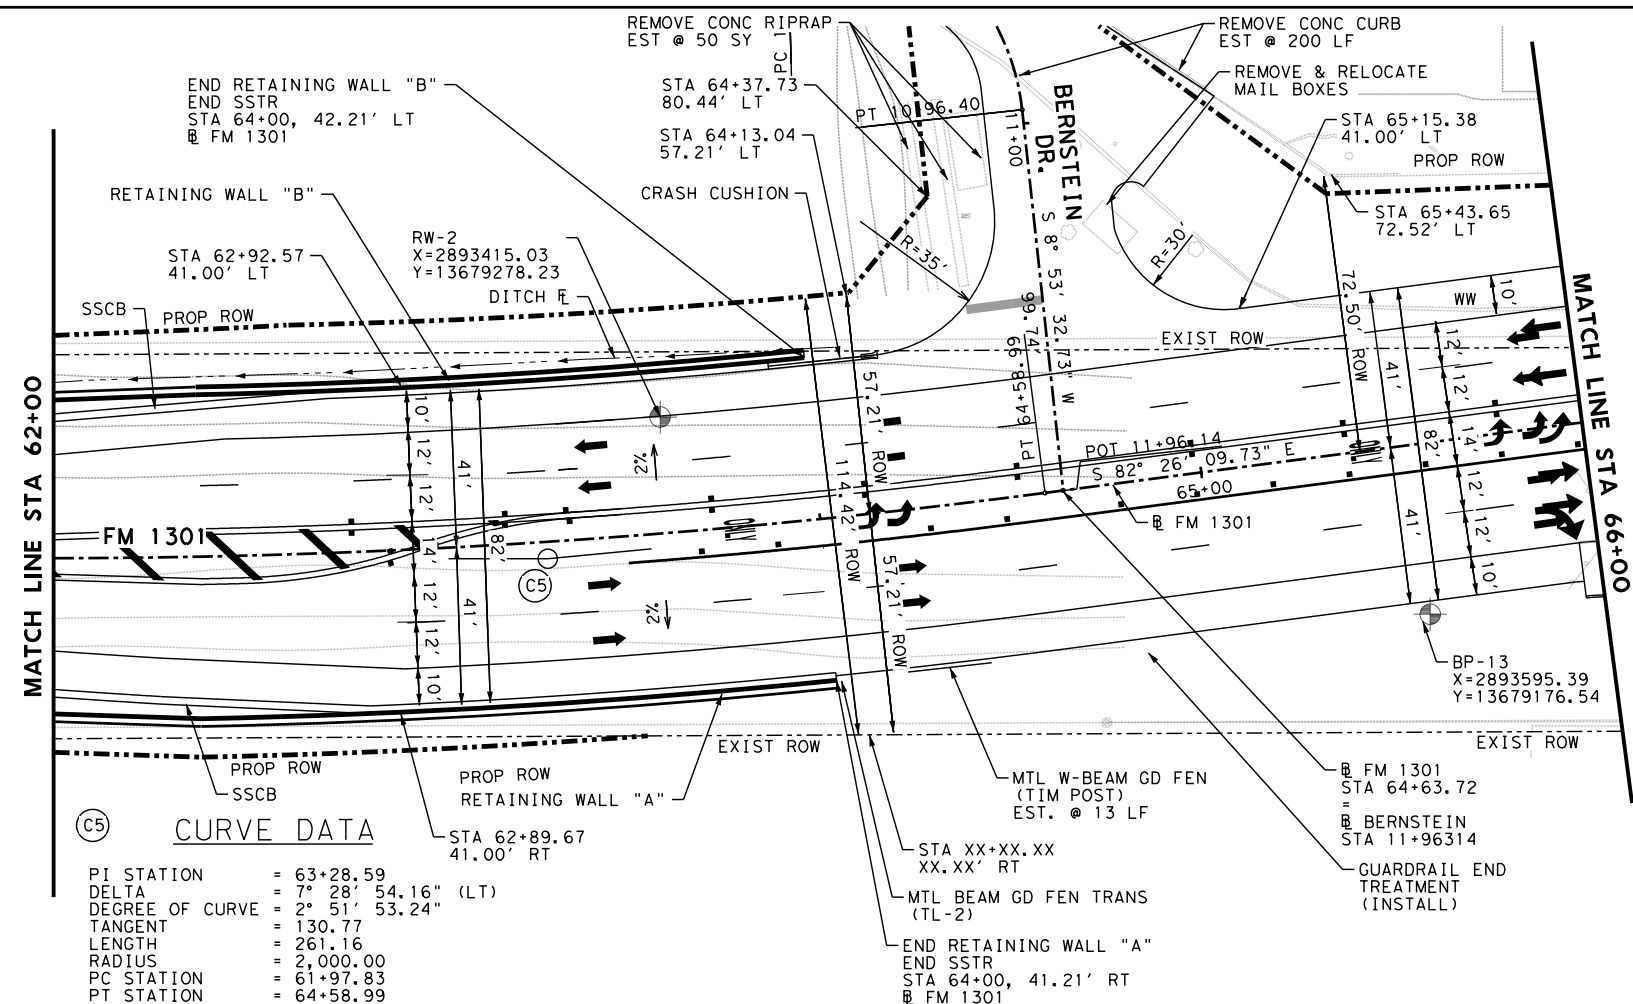 REMOVE CONC RIPRAP
EST @ 50 SY
PC 1
REMOVE CONC CURB
EST @ 200 LF
END RETAINING WALL "B"
END SSTR
STA 64+00, 42.21' LT
℄ FM 1301
STA 64+37.73
80.44' LT
PT 10+96.40
11+00
BERNSTEIN
DR.
REMOVE & RELOCATE
MAIL BOXES
STA 65+15.38
41.00' LT
PROP ROW
STA 64+13.04
57.21' LT
RETAINING WALL "B"
CRASH CUSHION
STA 65+43.65
72.52' LT
STA 62+92.57
41.00' LT
RW-2
X=2893415.03
Y=13679278.23
DITCH
R=35'
R=30'
S 8° 53' 32.73" W
99.74'
PT 64+58.99
72.50' ROW
SSCB
PROP ROW
EXIST ROW
WW
10'
12'
12'
14'
12'
12'
10'
41'
82'
41'
MATCH LINE STA 62+00
MATCH LINE STA 66+00
10'
12'
12'
14'
12'
12'
10'
41'
82'
41'
2%
2%
57.21' ROW
114.42' ROW
57.21' ROW
FM 1301
C5
POT 11+96.14
S 82° 26' 09.73" E
65+00
FM 1301
BP-13
X=2893595.39
Y=13679176.54
EXIST ROW
EXIST ROW
PROP ROW
SSCB
PROP ROW
RETAINING WALL "A"
STA 62+89.67
41.00' RT
MTL W-BEAM GD FEN
(TIM POST)
EST. @ 13 LF
FM 1301
STA 64+63.72
=
BERNSTEIN
STA 11+96314
STA XX+XX.XX
XX.XX' RT
GUARDRAIL END
TREATMENT
(INSTALL)
MTL BEAM GD FEN TRANS
(TL-2)
END RETAINING WALL "A"
END SSTR
STA 64+00, 41.21' RT
FM 1301
C5
CURVE DATA
PI STATION = 63+28.59
DELTA = 7° 28' 54.16" (LT)
DEGREE OF CURVE = 2° 51' 53.24"
TANGENT = 130.77
LENGTH = 261.16
RADIUS = 2,000.00
PC STATION = 61+97.83
PT STATION = 64+58.99